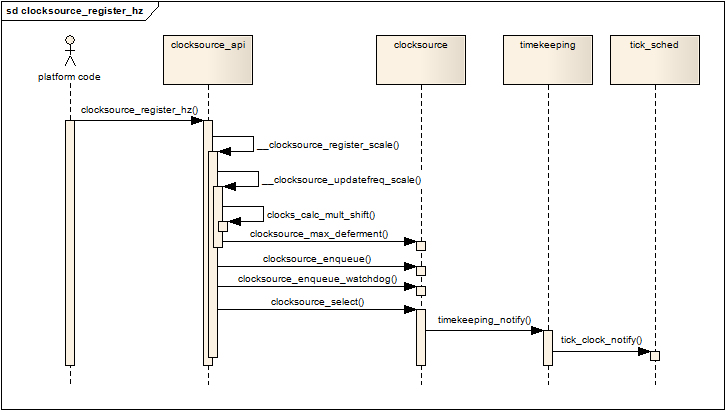 sd clocksource_register_hz
clocksource_api
clocksource
timekeeping
tick_sched
platform code
clocksource_register_hz()
__clocksource_register_scale()
__clocksource_updatefreq_scale()
clocks_calc_mult_shift()
clocksource_max_deferment()
clocksource_enqueue()
clocksource_enqueue_watchdog()
clocksource_select()
timekeeping_notify()
tick_clock_notify()